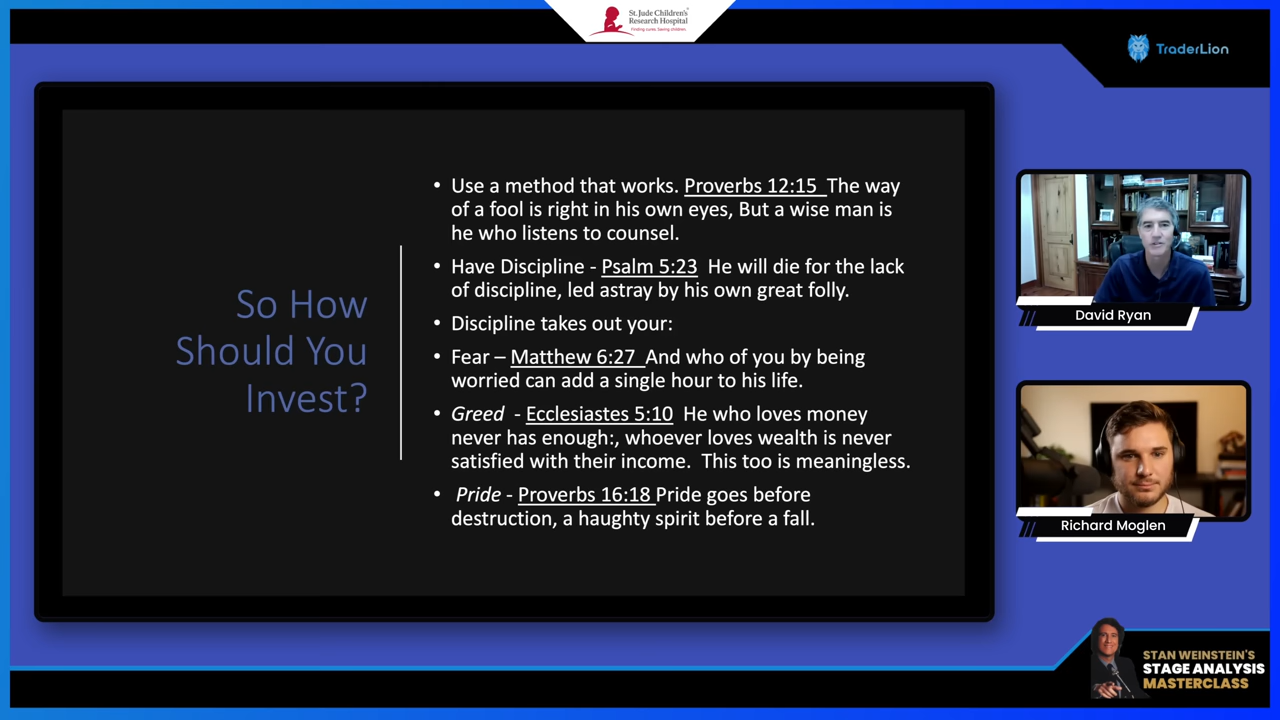 St. Jude Children's
Research Hospital
Finding cures. Saving children.
TraderLion
So How
Should You
Invest?
• Use a method that works. Proverbs 12:15 The way
of a fool is right in his own eyes, But a wise man is
he who listens to counsel.
• Have Discipline - Psalm 5:23 He will die for the lack
of discipline, led astray by his own great folly.
• Discipline takes out your:
• Fear – Matthew 6:27 And who of you by being
worried can add a single hour to his life.
• Greed - Ecclesiastes 5:10 He who loves money
never has enough:, whoever loves wealth is never
satisfied with their income. This too is meaningless.
• Pride - Proverbs 16:18 Pride goes before
destruction, a haughty spirit before a fall.
David Ryan
Richard Moglen
STAN WEINSTEIN'S
STAGE ANALYSIS
MASTERCLASS